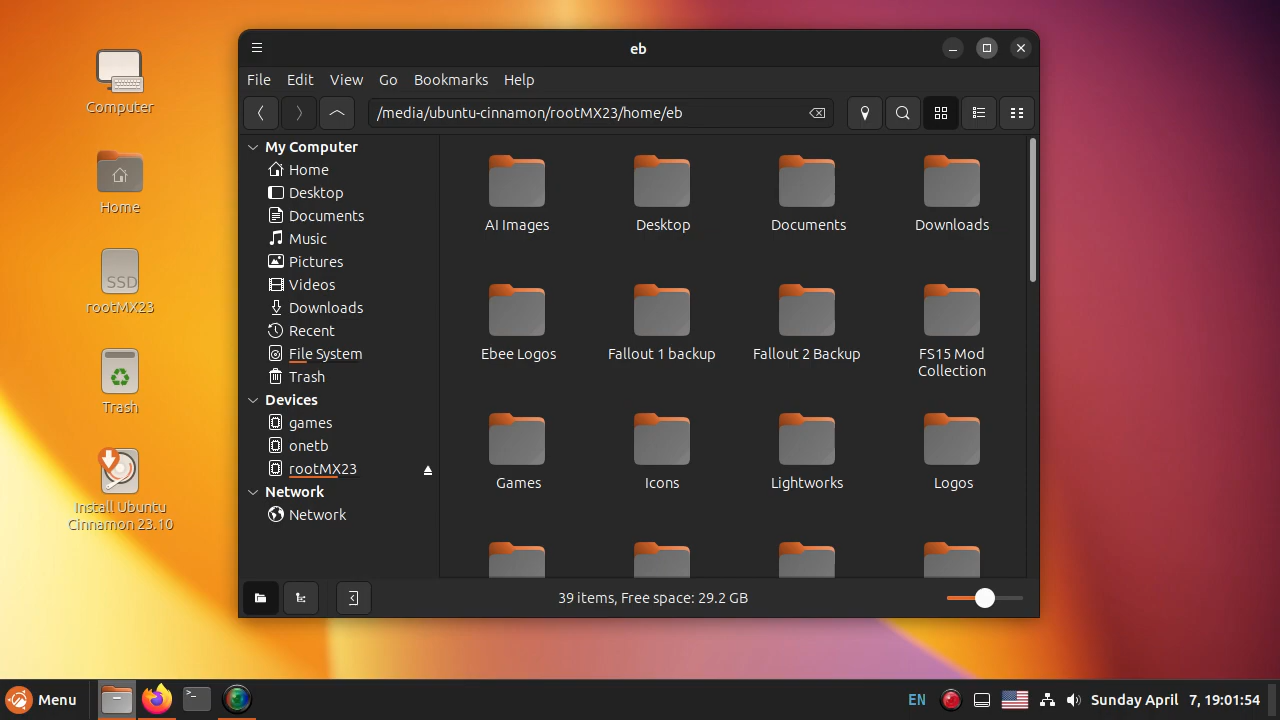 eb
File Edit View Go Bookmarks Help
/media/ubuntu-cinnamon/rootMX23/home/eb
Computer
Home
SSD
rootMX23
Trash
Install Ubuntu
Cinnamon 23.10
My Computer
Home
Desktop
Documents
Music
Pictures
Videos
Downloads
Recent
File System
Trash
Devices
games
onetb
rootMX23
Network
Network
AI Images Desktop Documents Downloads
Ebee Logos Fallout 1 backup Fallout 2 Backup FS15 Mod
Collection
Games Icons Lightworks Logos
39 items, Free space: 29.2 GB
Menu
EN
Sunday April 7, 19:01:54